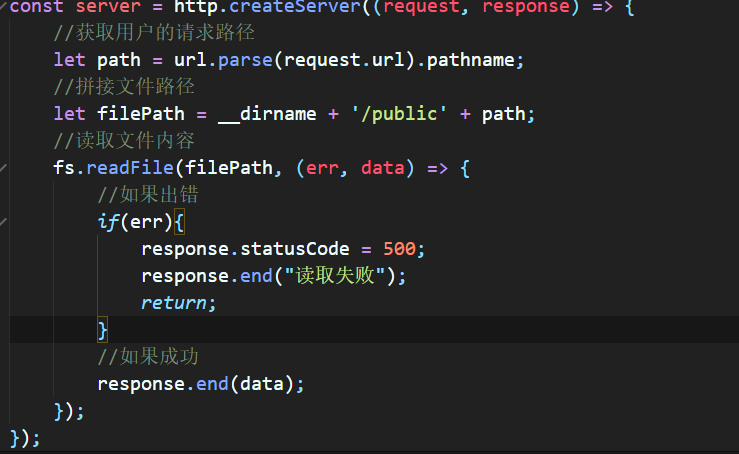 const server = http.createServer((request, response) => {
//获取用户的请求路径
let path = url.parse(request.url).pathname;
//拼接文件路径
let filePath = __dirname + '/public' + path;
//读取文件内容
fs.readFile(filePath, (err, data) => {
//如果出错
if(err){
response.statusCode = 500;
response.end("读取失败");
return;
}
//如果成功
response.end(data);
});
});